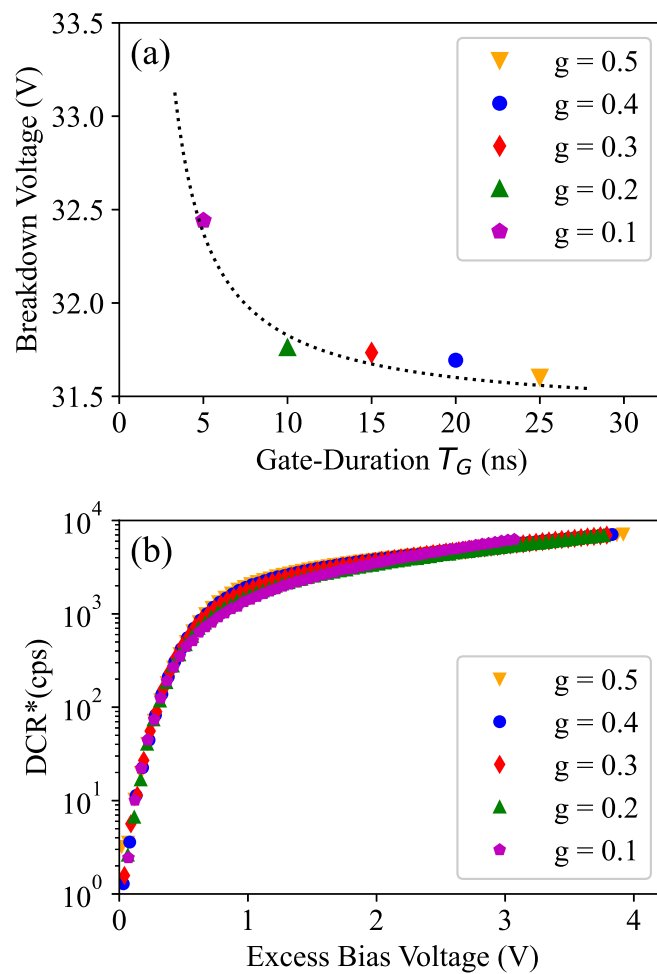 (a)
Breakdown Voltage (V)
33.5
33.0
32.5
32.0
31.5
g = 0.5
g = 0.4
g = 0.3
g = 0.2
g = 0.1
0 5 10 15 20 25 30
Gate-Duration T_G (ns)
(b)
DCR*(cps)
10^4
10^3
10^2
10^1
10^0
g = 0.5
g = 0.4
g = 0.3
g = 0.2
g = 0.1
0 1 2 3 4
Excess Bias Voltage (V)